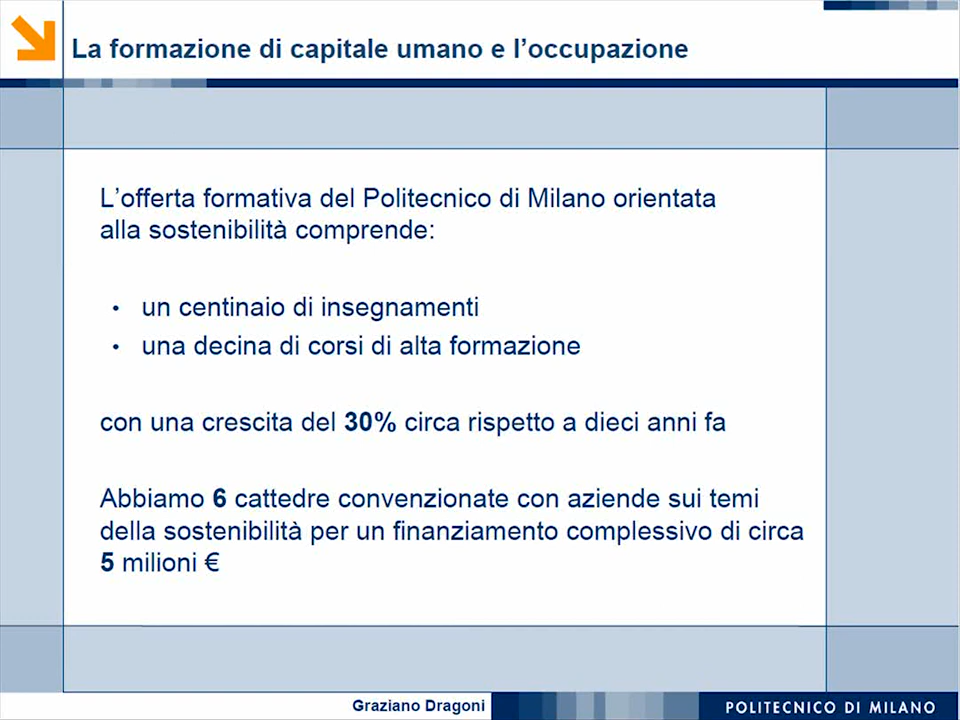 La formazione di capitale umano e l’occupazione
L’offerta formativa del Politecnico di Milano orientata
alla sostenibilità comprende:
• un centinaio di insegnamenti
• una decina di corsi di alta formazione
con una crescita del 30% circa rispetto a dieci anni fa
Abbiamo 6 cattedre convenzionate con aziende sui temi
della sostenibilità per un finanziamento complessivo di circa
5 milioni €
Graziano Dragoni
POLITECNICO DI MILANO